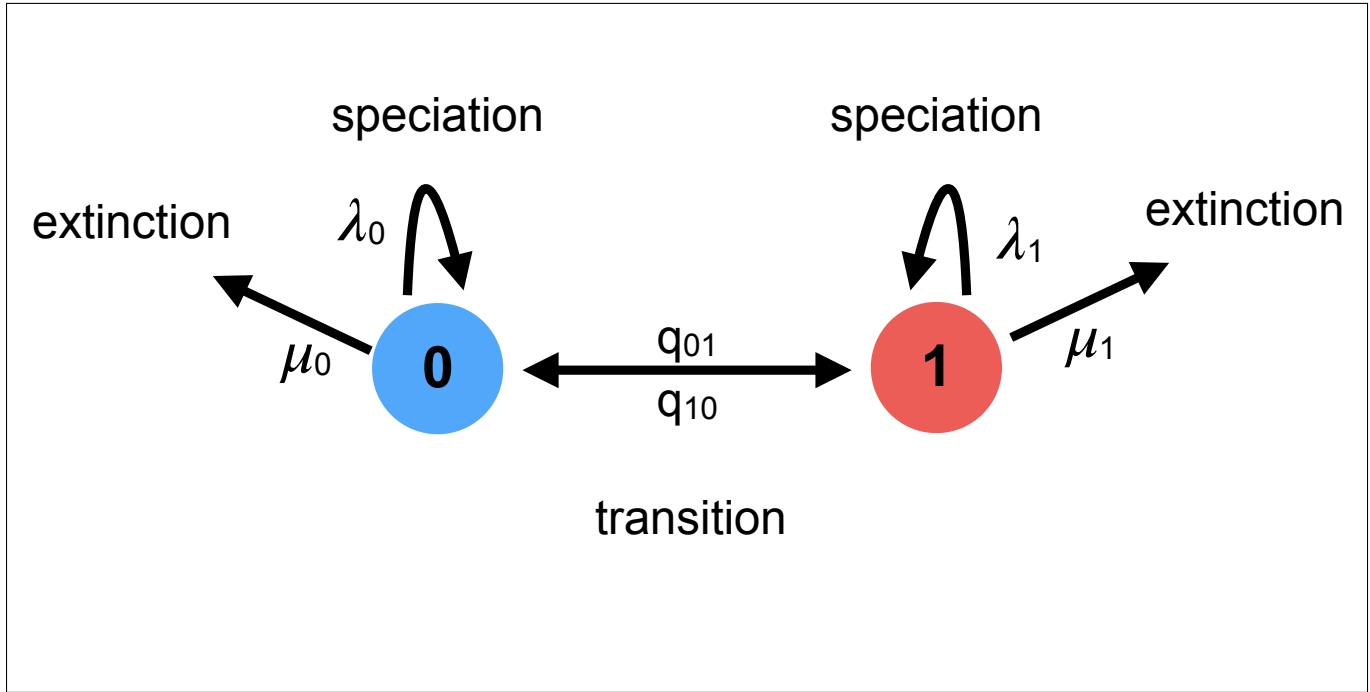 speciation speciation
extinction extinction
λ0 λ1
q01
μ0 0 1 μ1
q10
transition